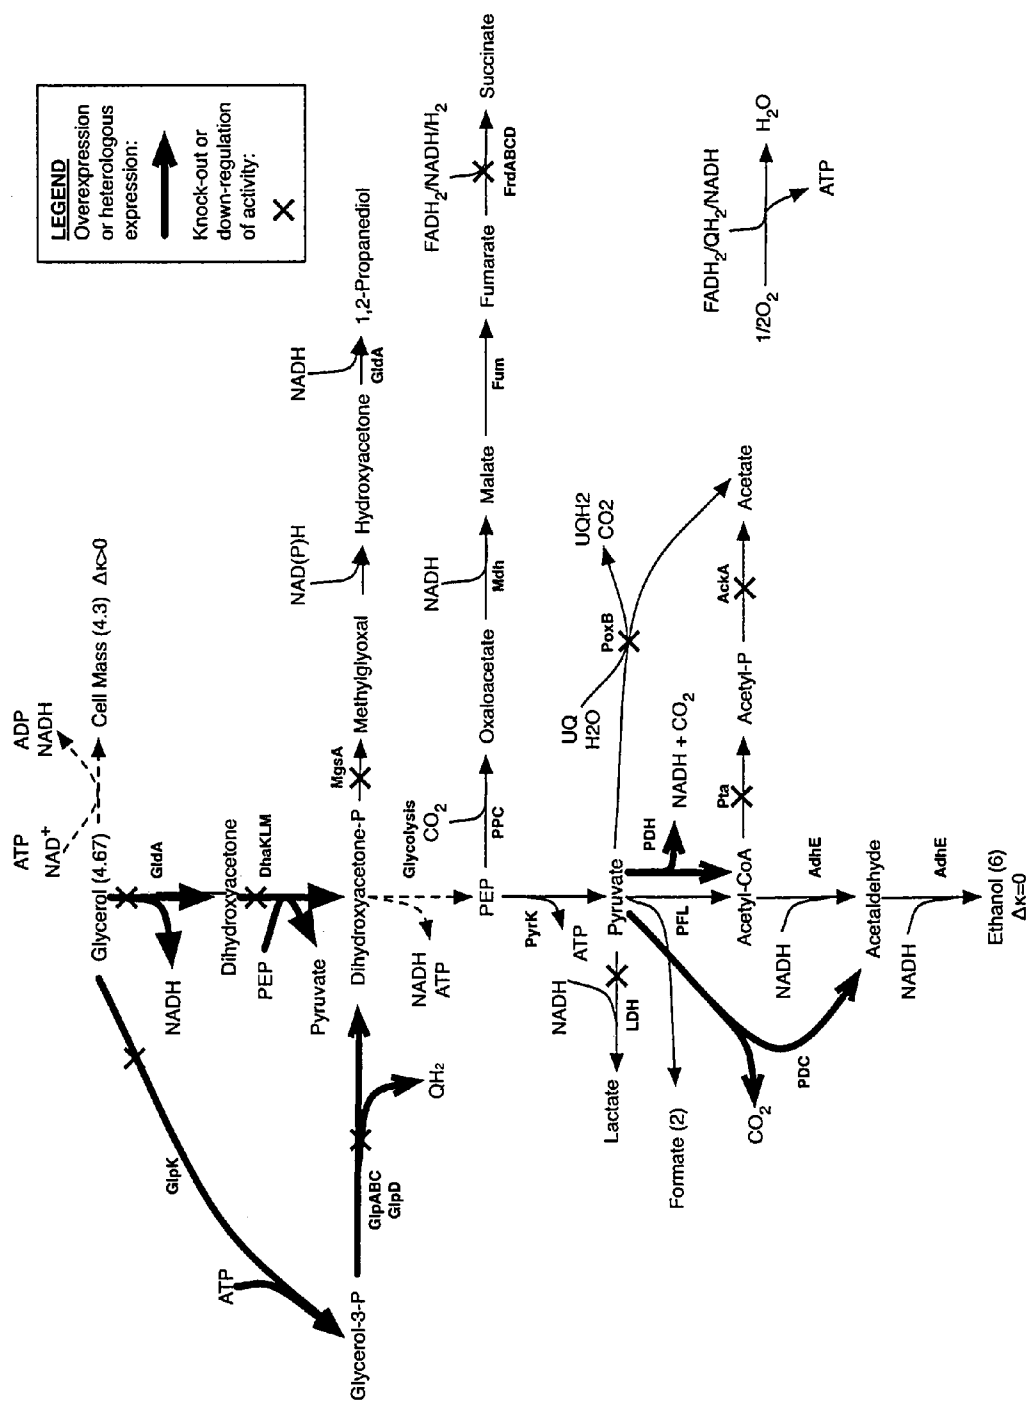 LEGEND
Overexpression
or heterologous
expression:
Knock-out or
down-regulation
of activity:
ATP
NAD+
ADP
NADH
Glycerol (4.67)
Cell Mass (4.3) Δκ>0
GlpK
GldA
NADH
ATP
Dihydroxyacetone
PEP
DhaKLM
Pyruvate
NAD(P)H
NADH
MgsA
Glycerol-3-P
Dihydroxyacetone-P
Methylglyoxal
Hydroxyacetone
1,2-Propanediol
GldA
GlpABC
GlpD
QH2
NADH
ATP
Glycolysis
CO2
NADH
FADH2/NADH/H2
PEP
Oxaloacetate
Malate
Fumarate
Succinate
PPC
Mdh
Fum
FrdABCD
PyrK
ATP
NADH
UQ
H2O
UQH2
CO2
PoxB
Lactate
LDH
Pyruvate
PDH
NADH + CO2
Formate (2)
PFL
Pta
AckA
FADH2/QH2/NADH
CO2
Acetyl-CoA
Acetyl-P
Acetate
1/2O2
H2O
ATP
PDC
NADH
AdhE
Acetaldehyde
NADH
AdhE
Ethanol (6)
Δκ=0